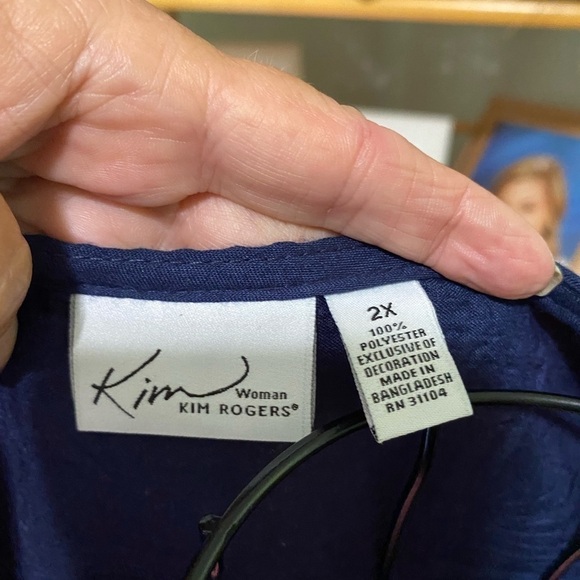 Kim
Woman
KIM ROGERS®
2X
100%
POLYESTER
EXCLUSIVE OF
DECORATION
MADE IN
BANGLADESH
RN 31104